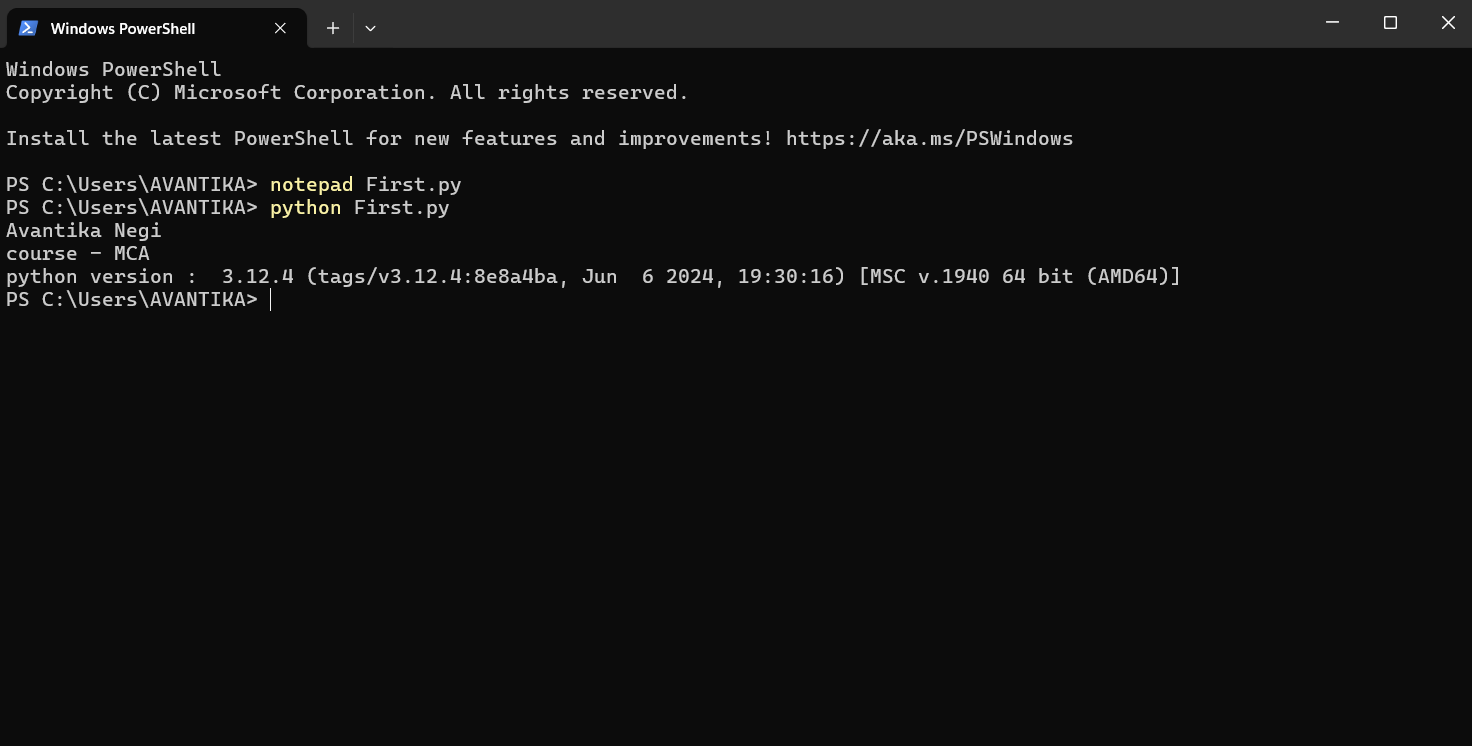 Windows PowerShell
Windows PowerShell
Copyright (C) Microsoft Corporation. All rights reserved.
Install the latest PowerShell for new features and improvements! https://aka.ms/PSWindows
PS C:\Users\AVANTIKA> notepad First.py
PS C:\Users\AVANTIKA> python First.py
Avantika Negi
course - MCA
python version :  3.12.4 (tags/v3.12.4:8e8a4ba, Jun  6 2024, 19:30:16) [MSC v.1940 64 bit (AMD64)]
PS C:\Users\AVANTIKA>